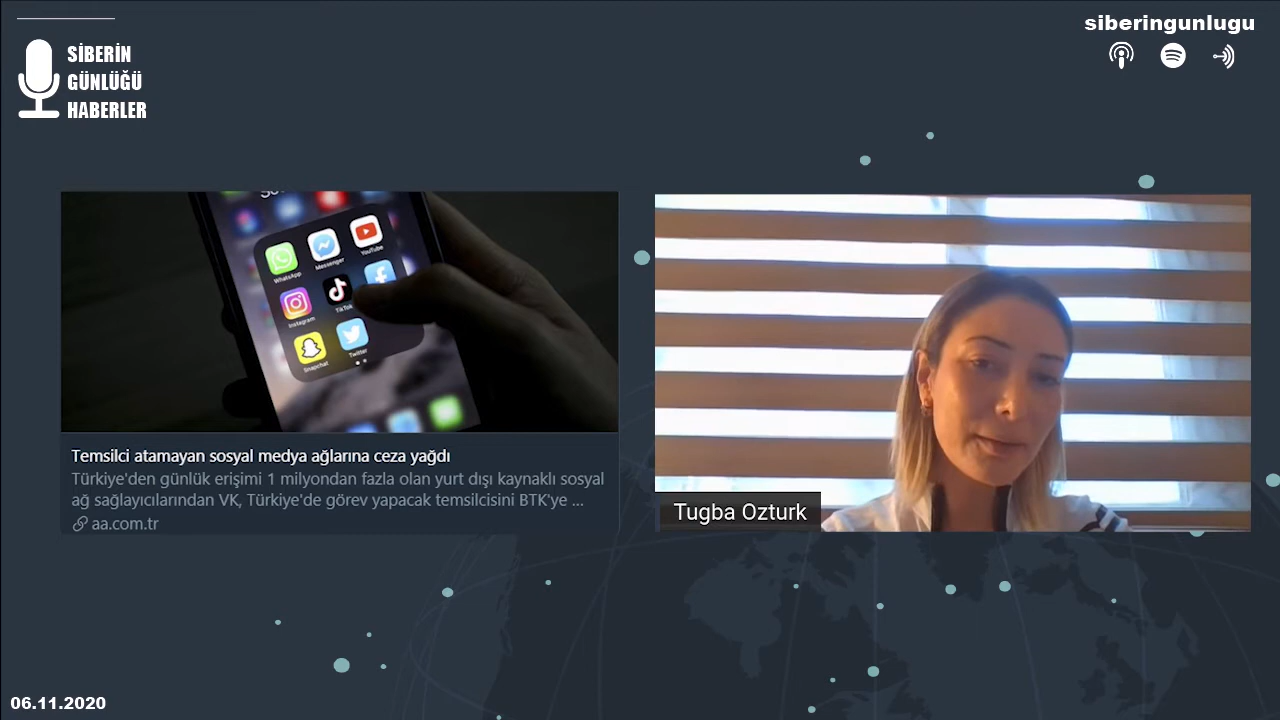 siberingunlugu
SİBERİN
GÜNLÜĞÜ
HABERLER
WhatsApp
Messenger
YouTube
Instagram
TikTok
Snapchat
Twitter
Temsilci atamayan sosyal medya ağlarına ceza yağdı
Türkiye'den günlük erişimi 1 milyondan fazla olan yurt dışı kaynaklı sosyal
ağ sağlayıcılarından VK, Türkiye'de görev yapacak temsilcisini BTK'ye ...
aa.com.tr
Tugba Ozturk
06.11.2020